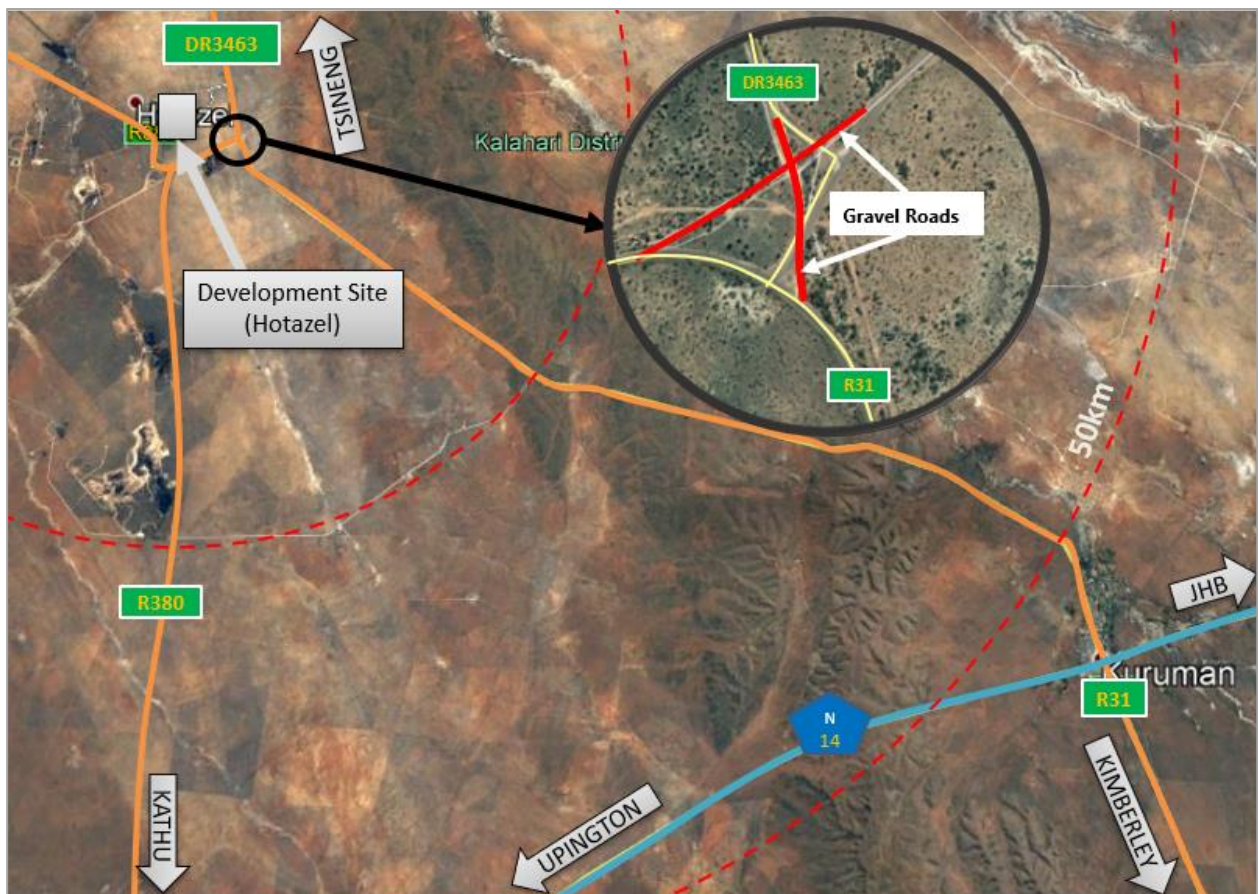 DR3463
TSINENG
Kalahari Distri
DR3463
Gravel Roads
R31
Development Site
(Hotazel)
50km
R380
JHB
Kuruman
R31
N
14
KATHU
UPINGTON
KIMBERLEY